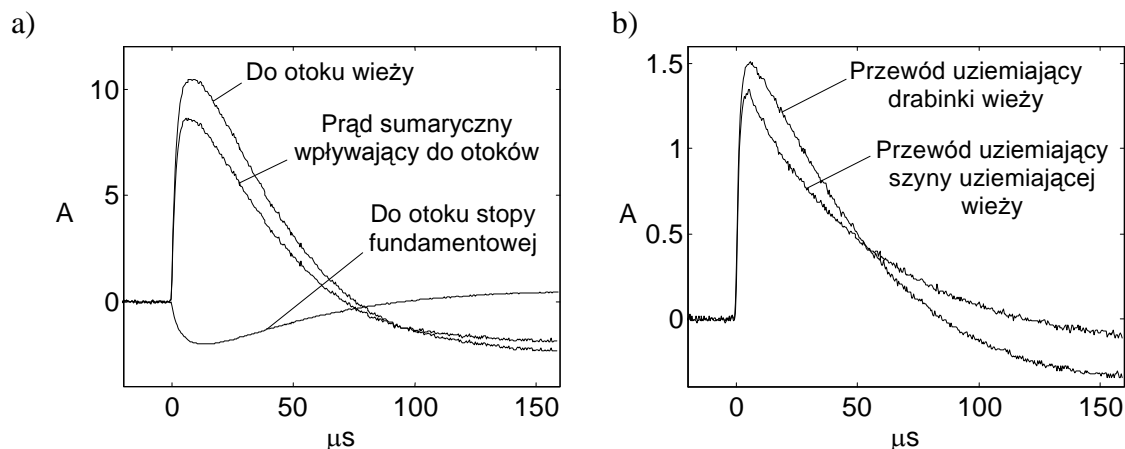 a)
10
5
0
A
Do otoku wieży
Prąd sumaryczny
wpływający do otoków
Do otoku stopy
fundamentowej
0
50
100
150
μs
b)
1.5
1
0.5
0
A
Przewód uziemiający
drabinki wieży
Przewód uziemiający
szyny uziemiającej
wieży
0
50
100
150
μs